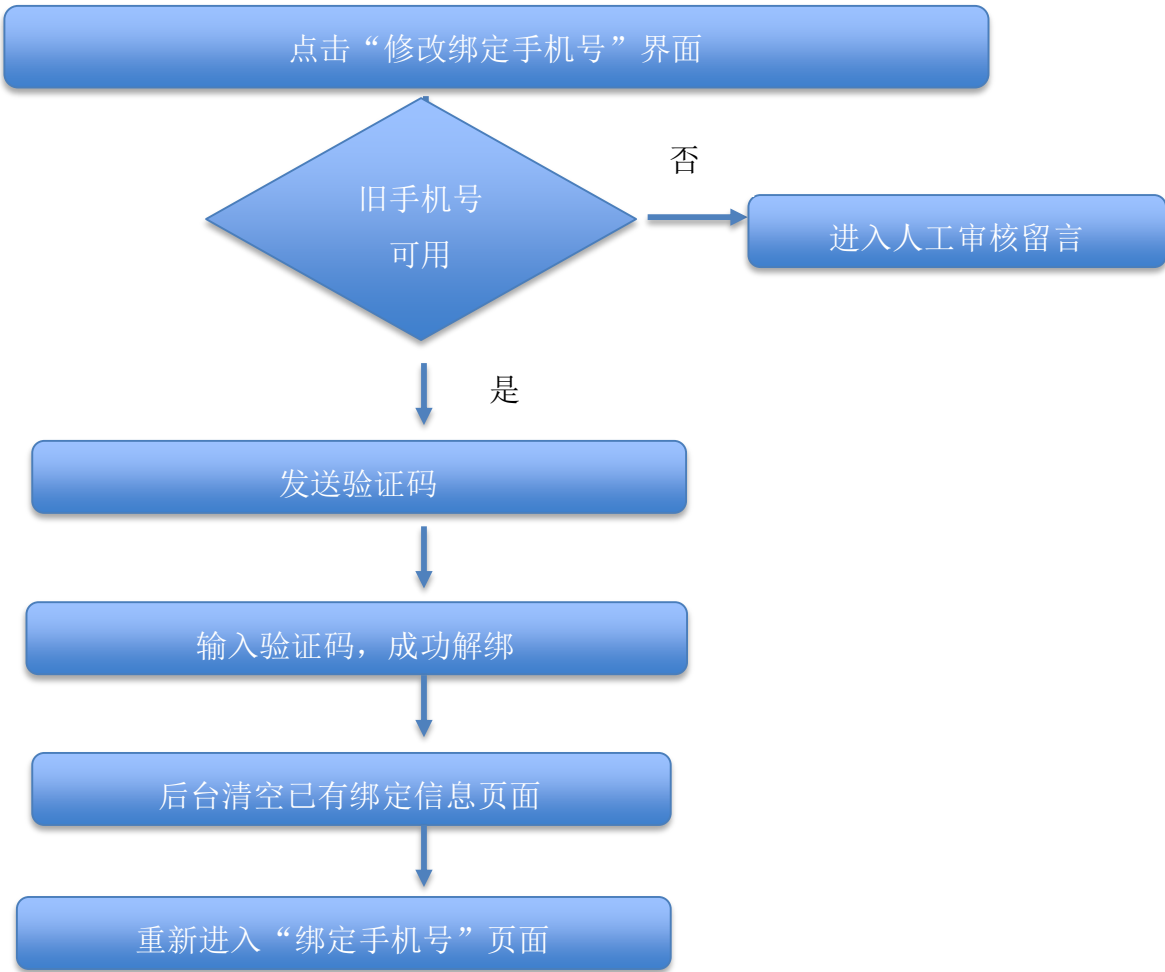 点击“修改绑定手机号”界面
否
旧手机号
可用
进入人工审核留言
是
发送验证码
输入验证码，成功解绑
后台清空已有绑定信息页面
重新进入“绑定手机号”页面